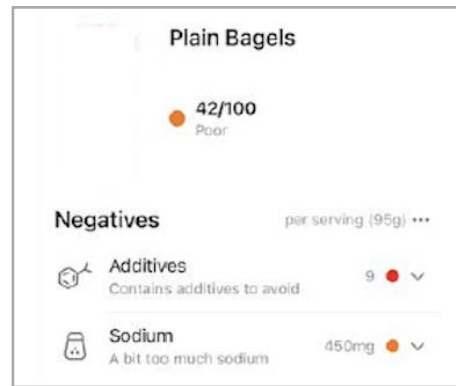 Plain Bagels
42/100
Poor
Negatives
per serving (95g) •••
Additives
9
Contains additives to avoid
Sodium
450mg
A bit too much sodium